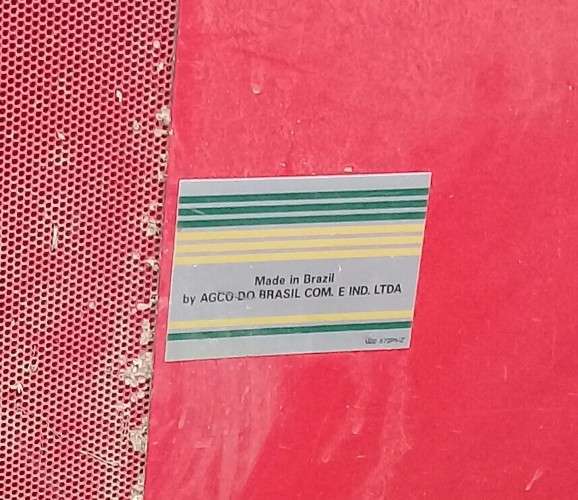 Made in Brazil
by AGCO DO BRASIL COM. E IND. LTDA